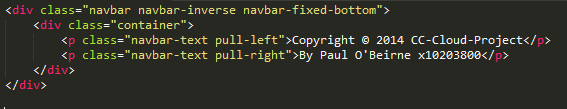 <div class="navbar navbar-inverse navbar-fixed-bottom">
<div class="container">
<p class="navbar-text pull-left">Copyright © 2014 CC-Cloud-Project</p>
<p class="navbar-text pull-right">By Paul O'Beirne x10203800</p>
</div>
</div>